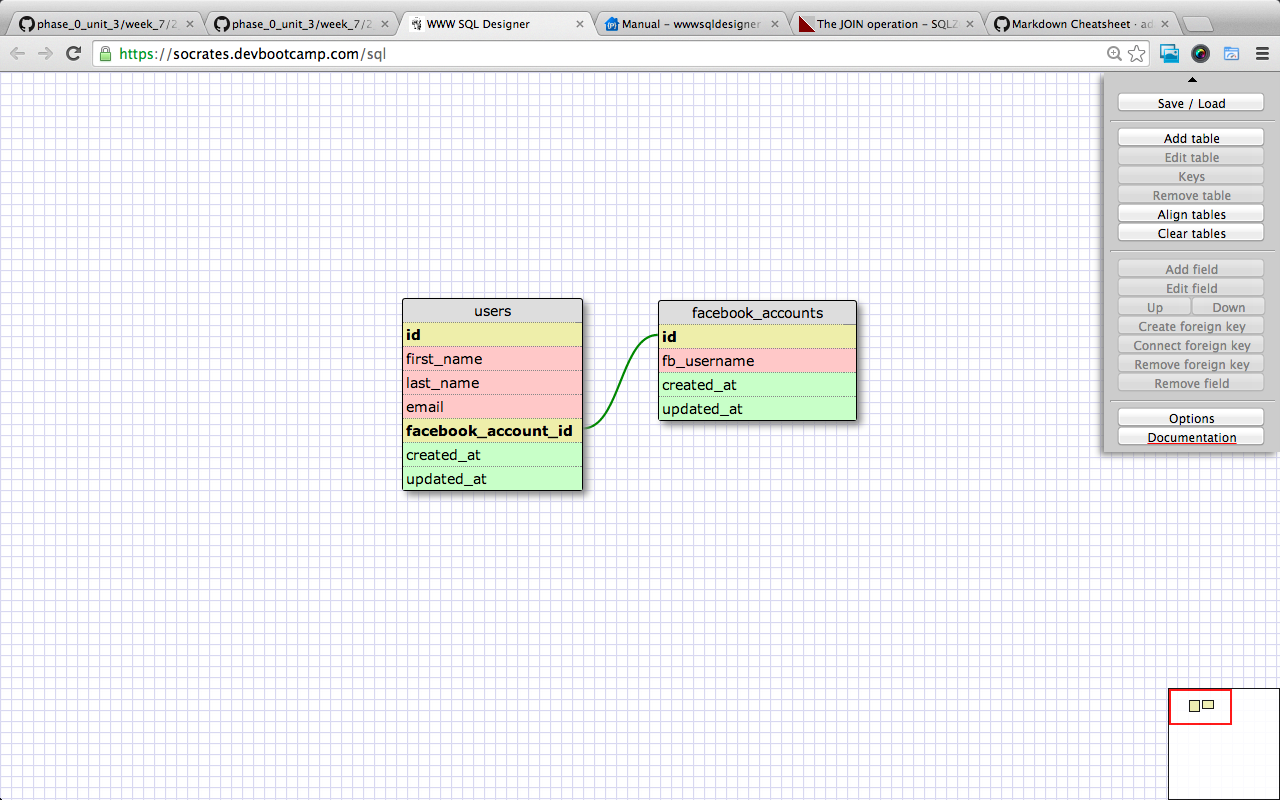 phase_0_unit_3/week_7/2
phase_0_unit_3/week_7/2
WWW SQL Designer
Manual - wwwsqldesigner
The JOIN operation - SQLZ
Markdown Cheatsheet · ad
https://socrates.devbootcamp.com/sql
Save / Load
Add table
Edit table
Keys
Remove table
Align tables
Clear tables
Add field
Edit field
Up
Down
Create foreign key
Connect foreign key
Remove foreign key
Remove field
Options
Documentation
users
id
first_name
last_name
email
facebook_account_id
created_at
updated_at
facebook_accounts
id
fb_username
created_at
updated_at